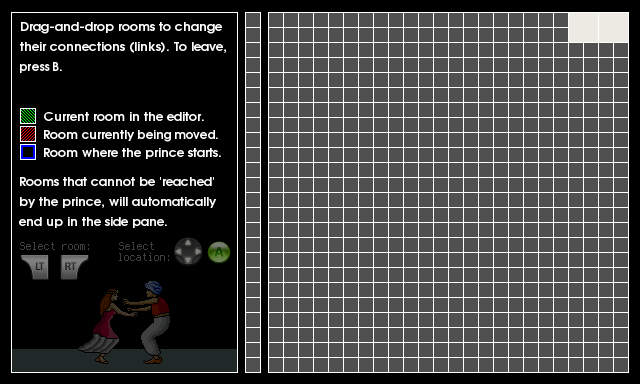 Drag-and-drop rooms to change
their connections (links). To leave,
press B.
Current room in the editor.
Room currently being moved.
Room where the prince starts.
Rooms that cannot be 'reached'
by the prince, will automatically
end up in the side pane.
Select room:
Select
location:
LT
RT
A